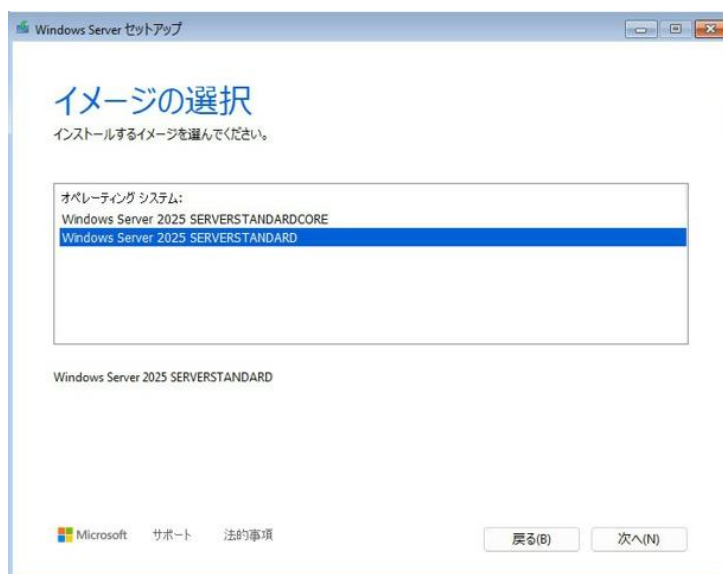 Windows Server セットアップ
イメージの選択
インストールするイメージを選んでください。
オペレーティング システム:
Windows Server 2025 SERVERSTANDARDCORE
Windows Server 2025 SERVERSTANDARD
Windows Server 2025 SERVERSTANDARD
Microsoft サポート 法的事項 戻る(B) 次へ(N)